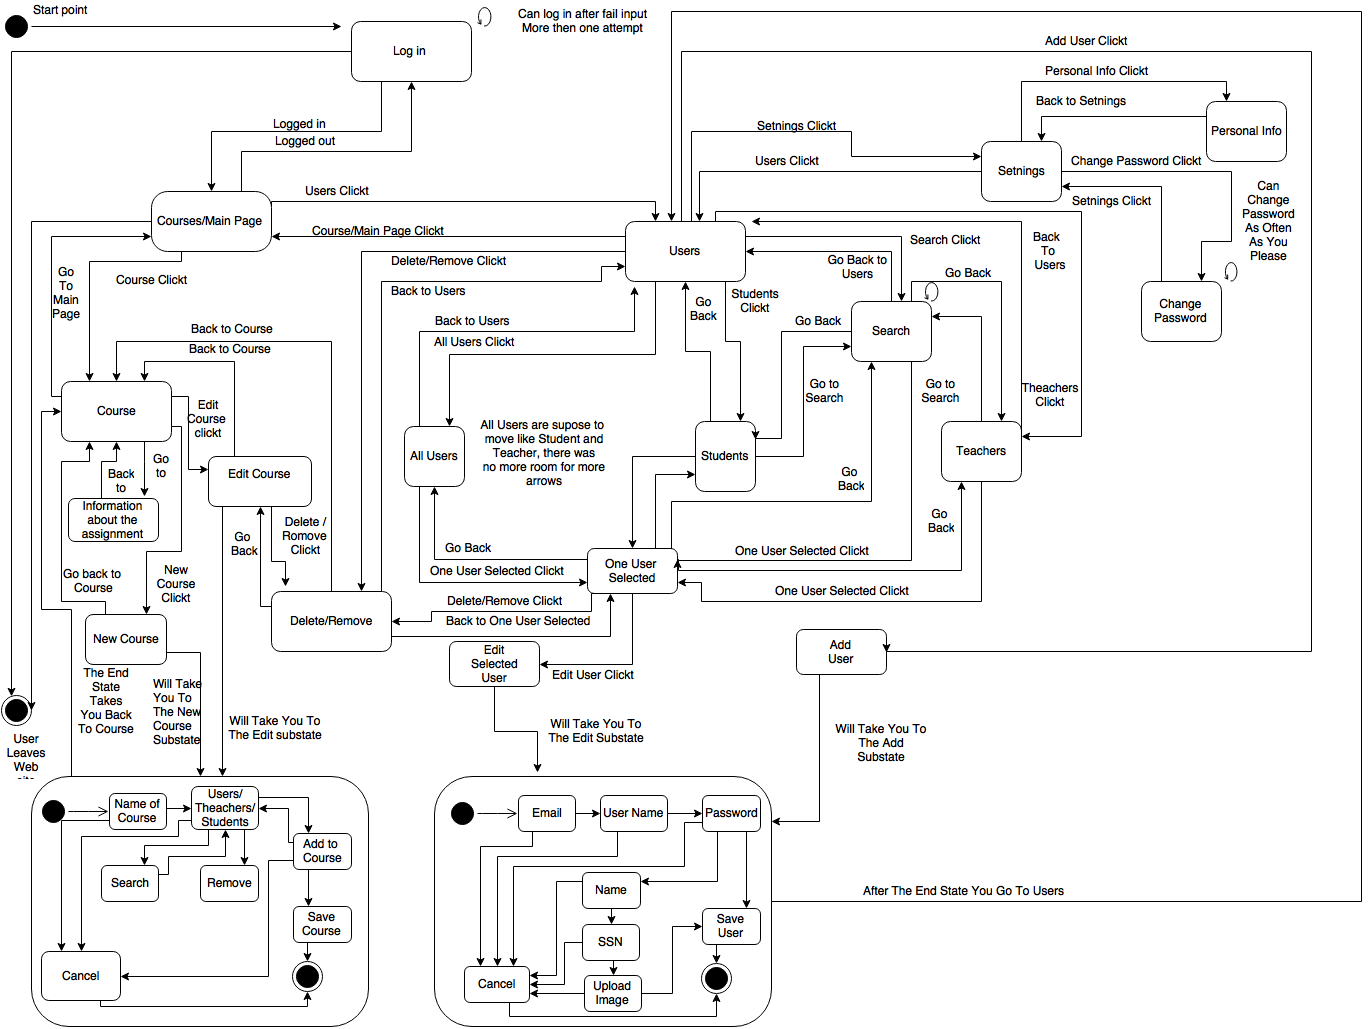 Start point
Can log in after fail input
More then one attempt
Log in
Add User Clickt
Personal Info Clickt
Back to Setnings
Personal Info
Logged in
Logged out
Setnings Clickt
Users Clickt
Setnings
Change Password Clickt
Setnings Clickt
Can
Change
Password
As Often
As You
Please
Users Clickt
Courses/Main Page
Course/Main Page Clickt
Users
Search Clickt
Back
To
Users
Delete/Remove Clickt
Go Back to
Users
Go Back
Course Clickt
Go
To
Main
Page
Back to Users
Go
Back
Students
Clickt
Change
Password
Back to Course
Back to Course
Back to Users
All Users Clickt
Go Back
Search
Go to
Search
Go to
Search
Theachers
Clickt
Course
Edit
Course
clickt
All Users are supose to
move like Student and
Teacher, there was
no more room for more
arrows
All Users
Students
Teachers
Go
to
Back
to
Edit Course
Go
Back
Information
about the
assignment
Go
Back
Delete /
Remove
Clickt
Go
Back
Go Back
One User Selected Clickt
One User
Selected
One User Selected Clickt
One User Selected Clickt
Go back to
Course
New
Course
Clickt
Delete/Remove Clickt
Back to One User Selected
Delete/Remove
New Course
Edit
Selected
User
Edit User Clickt
Add
User
The End
State
Takes
You Back
To Course
Will Take
You To
The New
Course
Substate
Will Take You To
The Edit substate
Will Take You To
The Edit Substate
Will Take You To
The Add
Substate
User
Leaves
Web
Name of
Course
Users/
Theachers/
Students
Add to
Course
Search
Remove
Save
Course
Cancel
Email
User Name
Password
Name
SSN
Upload
Image
Save
User
Cancel
After The End State You Go To Users